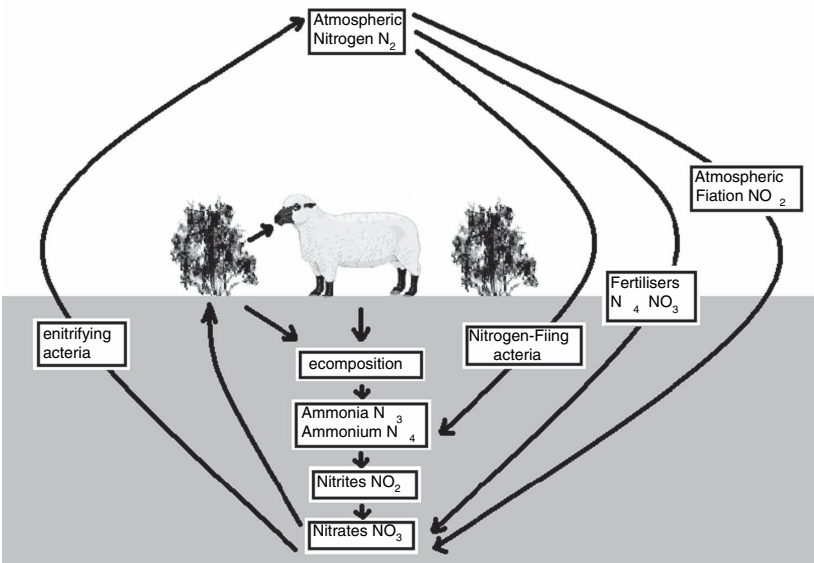 Atmospheric
Nitrogen N₂
Atmospheric
Fiation NO ₂
Fertilisers
N ₄ NO₃
enitrifying
acteria
Nitrogen-Fiing
acteria
ecomposition
Ammonia N ₃
Ammonium N ₄
Nitrites NO₂
Nitrates NO₃